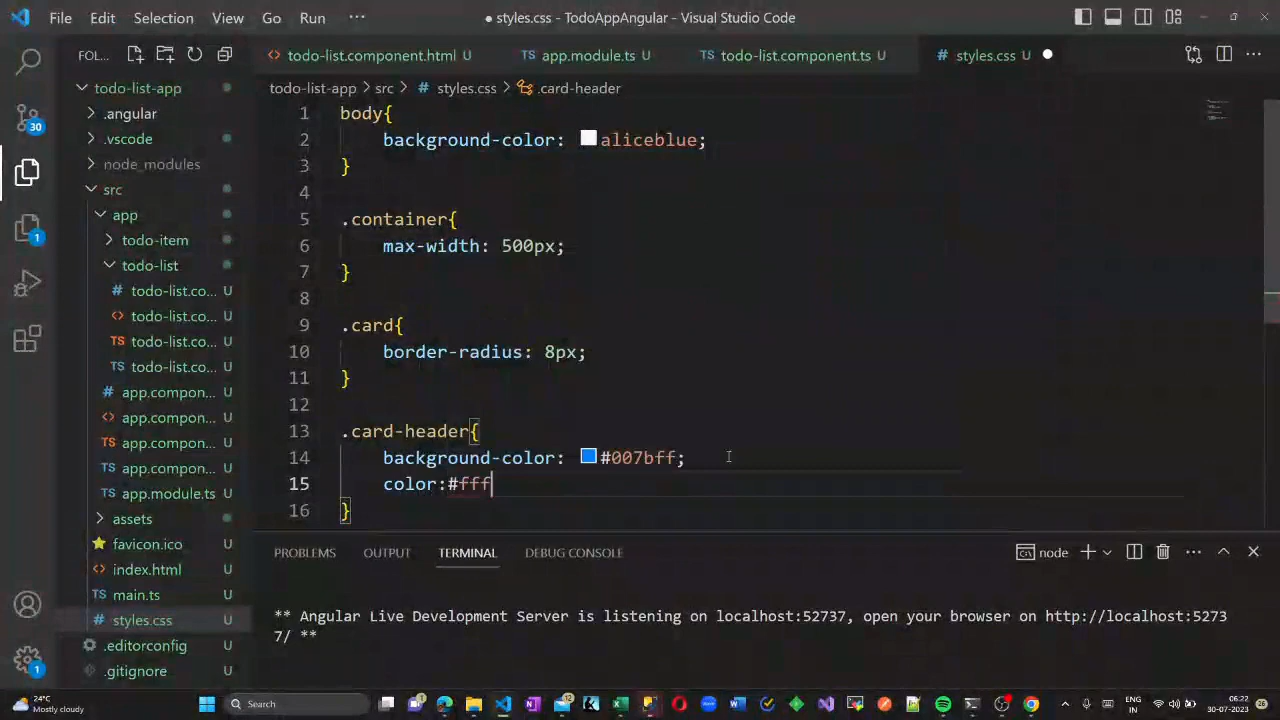 File Edit Selection View Go Run ···
● styles.css - TodoAppAngular - Visual Studio Code
FOL...
todo-list.component.html U
app.module.ts U
todo-list.component.ts U
# styles.css U ●
todo-list-app > src > # styles.css > .card-header
todo-list-app
.angular
.vscode
node_modules
src
app
todo-item
todo-list
# todo-list.co... U
<> todo-list.co... U
TS todo-list.co... U
TS todo-list.co... U
# app.compon... U
<> app.compon... U
TS app.compon... U
TS app.compon... U
TS app.module.ts U
assets
favicon.ico U
<> index.html U
TS main.ts U
# styles.css U
.editorconfig U
.gitignore U
30
1
1
1 body{
2 background-color: aliceblue;
3 }
4
5 .container{
6 max-width: 500px;
7 }
8
9 .card{
10 border-radius: 8px;
11 }
12
13 .card-header{
14 background-color: #007bff;
15 color:#fff
16 }
PROBLEMS OUTPUT TERMINAL DEBUG CONSOLE
node
** Angular Live Development Server is listening on localhost:52737, open your browser on http://localhost:5273
7/ **
24°C
Mostly cloudy
Search
ENG
IN
06:22
30-07-2023